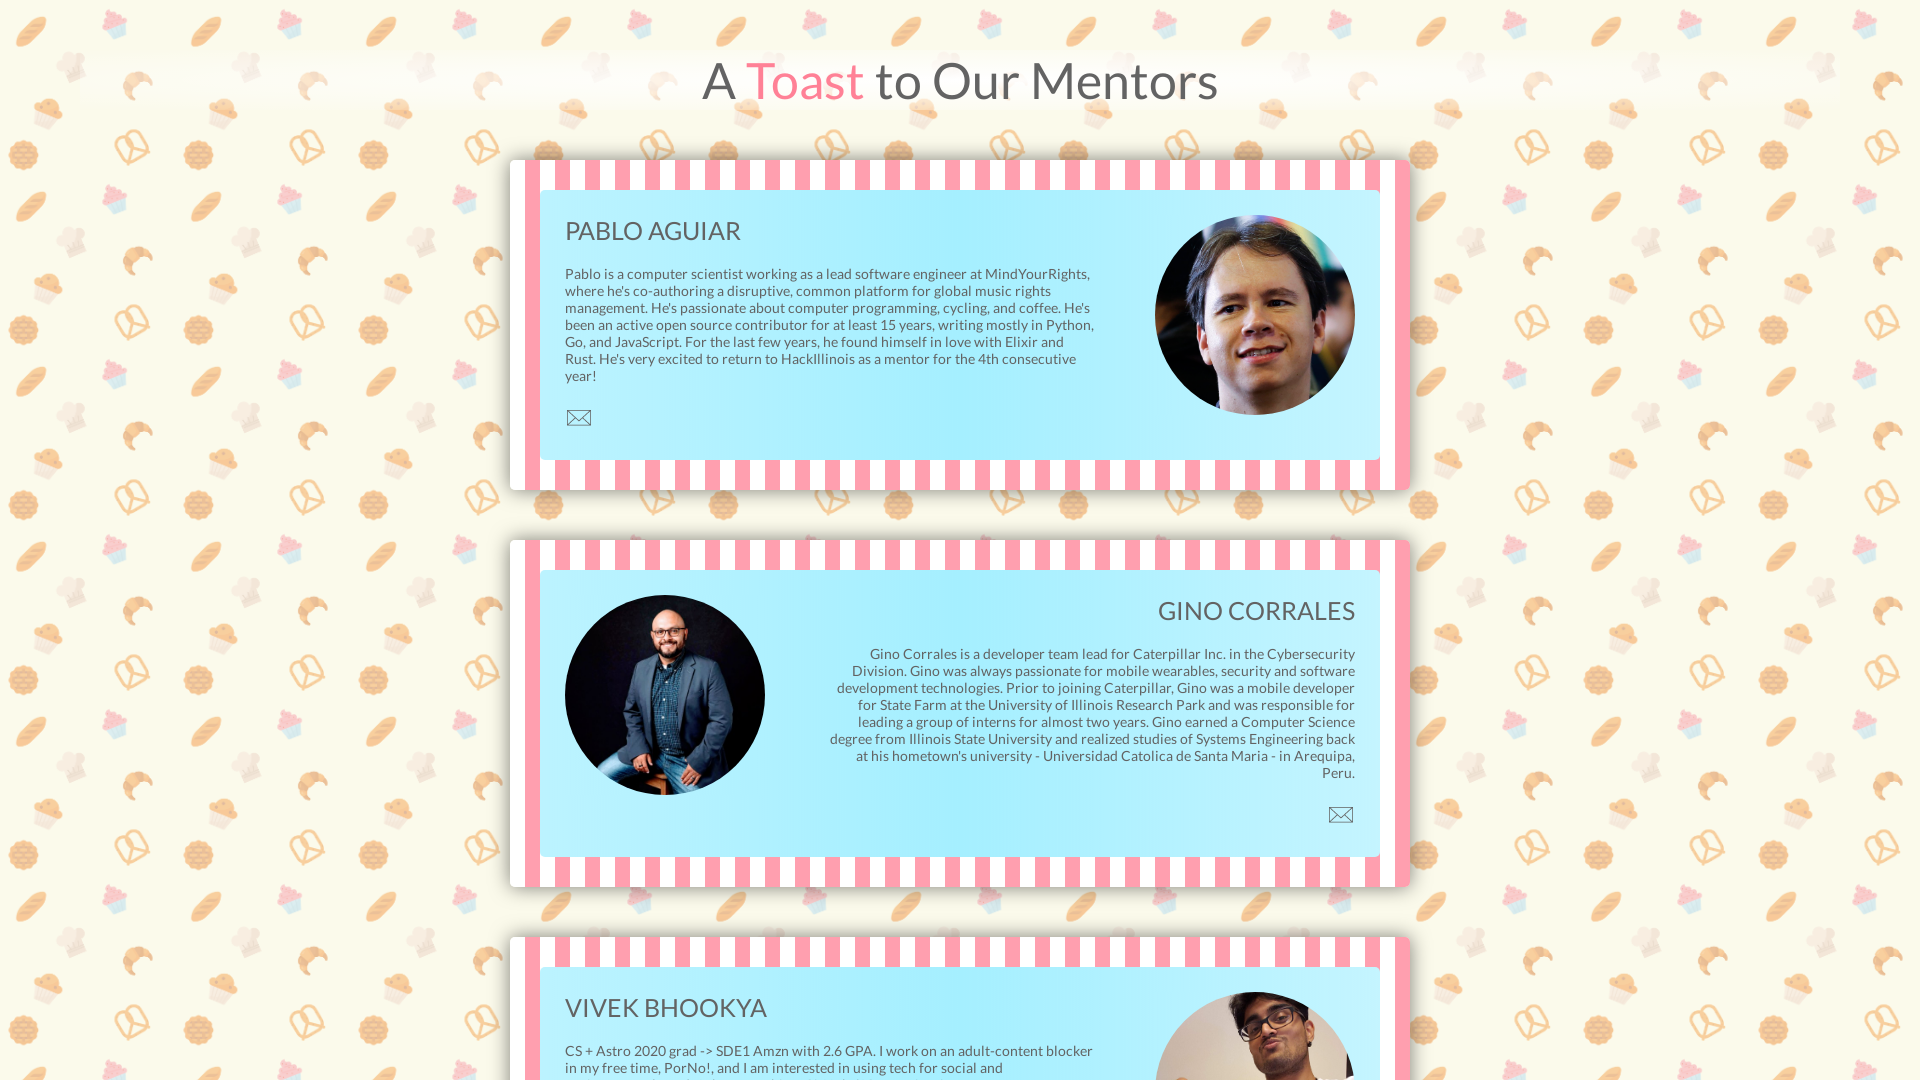 A Toast to Our Mentors
PABLO AGUIAR
Pablo is a computer scientist working as a lead software engineer at MindYourRights,
where he's co-authoring a disruptive, common platform for global music rights
management. He's passionate about computer programming, cycling, and coffee. He's
been an active open source contributor for at least 15 years, writing mostly in Python,
Go, and JavaScript. For the last few years, he found himself in love with Elixir and
Rust. He's very excited to return to HackIllinois as a mentor for the 4th consecutive
year!
GINO CORRALES
Gino Corrales is a developer team lead for Caterpillar Inc. in the Cybersecurity
Division. Gino was always passionate for mobile wearables, security and software
development technologies. Prior to joining Caterpillar, Gino was a mobile developer
for State Farm at the University of Illinois Research Park and was responsible for
leading a group of interns for almost two years. Gino earned a Computer Science
degree from Illinois State University and realized studies of Systems Engineering back
at his hometown's university - Universidad Catolica de Santa Maria - in Arequipa,
Peru.
VIVEK BHOOKYA
CS + Astro 2020 grad -> SDE1 Amzn with 2.6 GPA. I work on an adult-content blocker
in my free time, PorNo!, and I am interested in using tech for social and